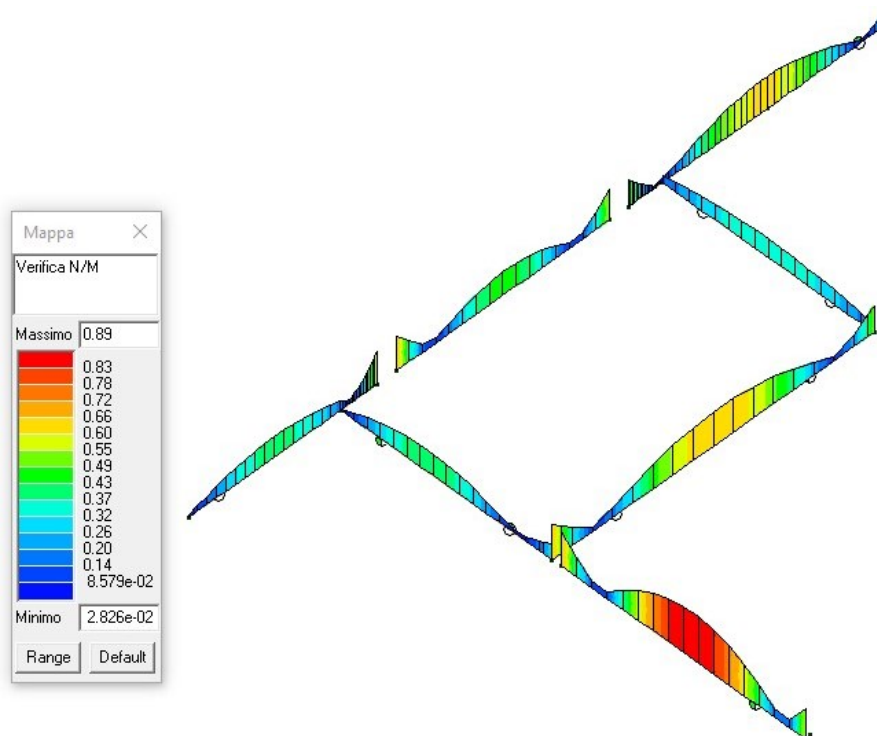 Mappa
Verifica N/M
Massimo 0.89
0.83
0.78
0.72
0.66
0.60
0.55
0.49
0.43
0.37
0.32
0.26
0.20
0.14
8.579e-02
Minimo 2.826e-02
Range Default